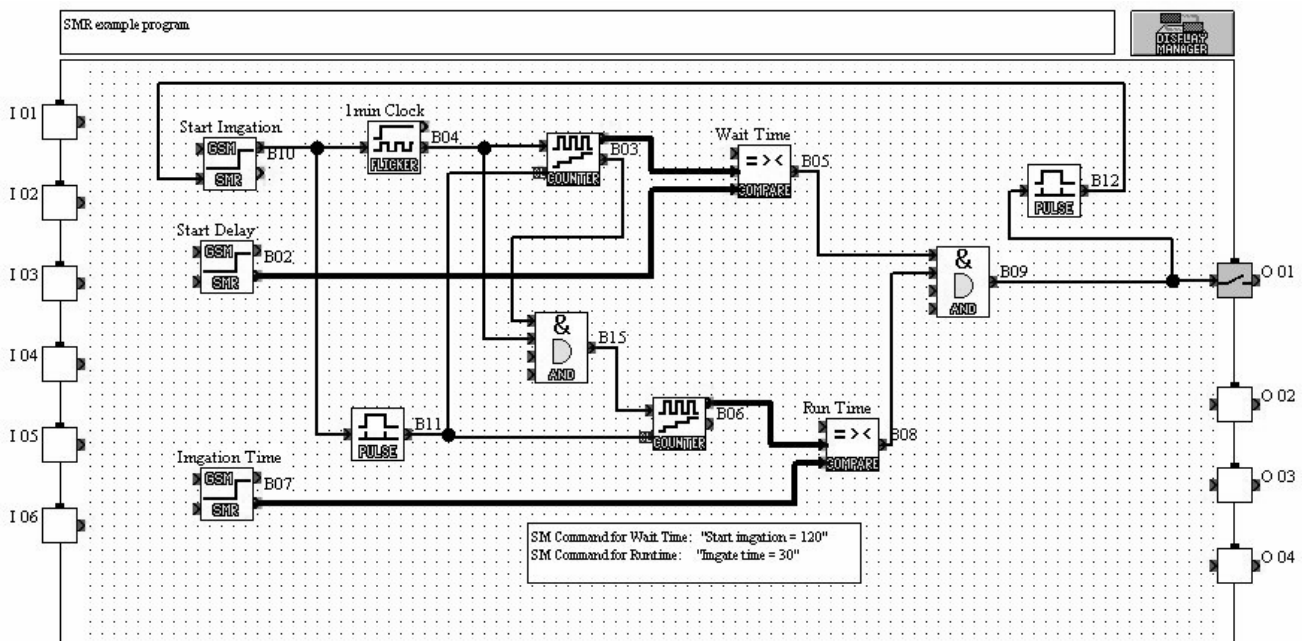 SMR example program
DISPLAY
MANAGER
I 01
Start Imgation
GSM
SMR
B10
1min Clock
FLICKER
B04
COUNTER
B03
Wait Time
= > <
COMPARE
B05
PULSE
B12
I 02
Start Delay
GSM
SMR
B02
I 03
&
AND
B09
O 01
I 04
&
AND
B15
O 02
COUNTER
B06
Run Time
= > <
COMPARE
B08
PULSE
B11
I 05
Imgation Time
GSM
SMR
B07
O 03
I 06
SM Command for Wait Time: "Start imgation = 120"
SM Command for Runtime: "Imgate time = 30"
O 04